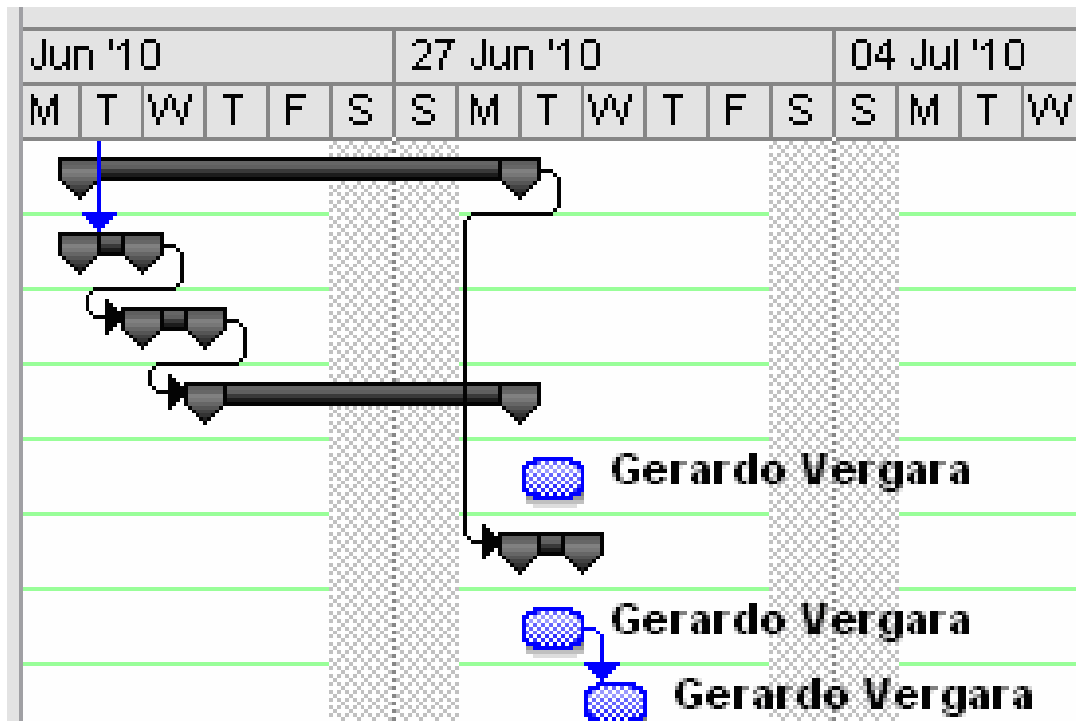 Jun '10 27 Jun '10 04 Jul '10
M T W T F S S M T W T F S S M T W
Gerardo Vergara
Gerardo Vergara
Gerardo Vergara